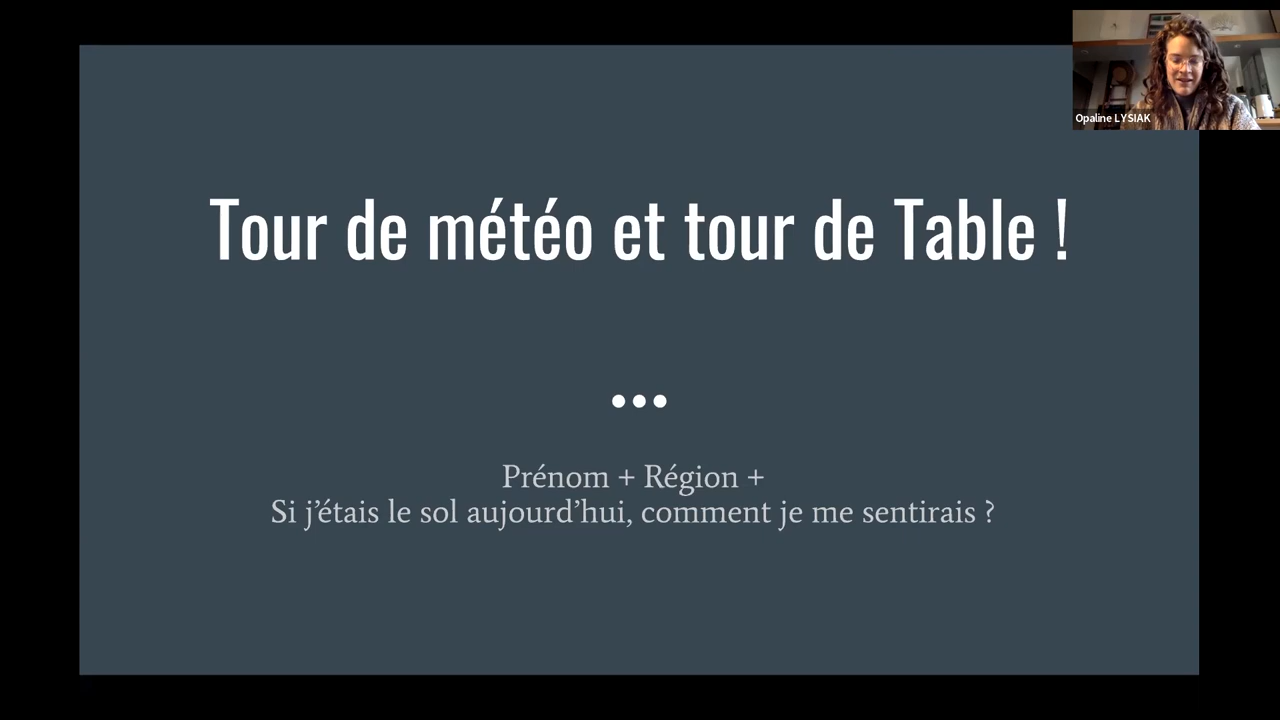 Opaline LYSIAK
Tour de météo et tour de Table !
Prénom + Région +
Si j’étais le sol aujourd’hui, comment je me sentirais ?